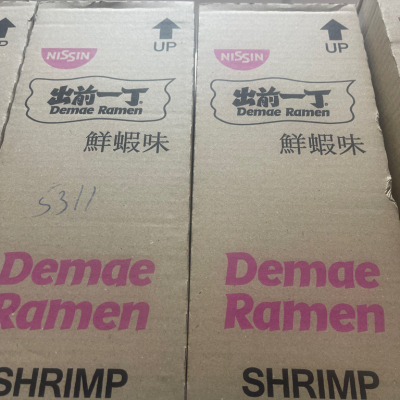 UP
NISSIN
出前一丁
Demae Ramen
鮮蝦味
5311
Demae
Ramen
SHRIMP
UP
NISSIN
出前一丁
Demae Ramen
鮮蝦味
Demae
Ramen
SHRIMP